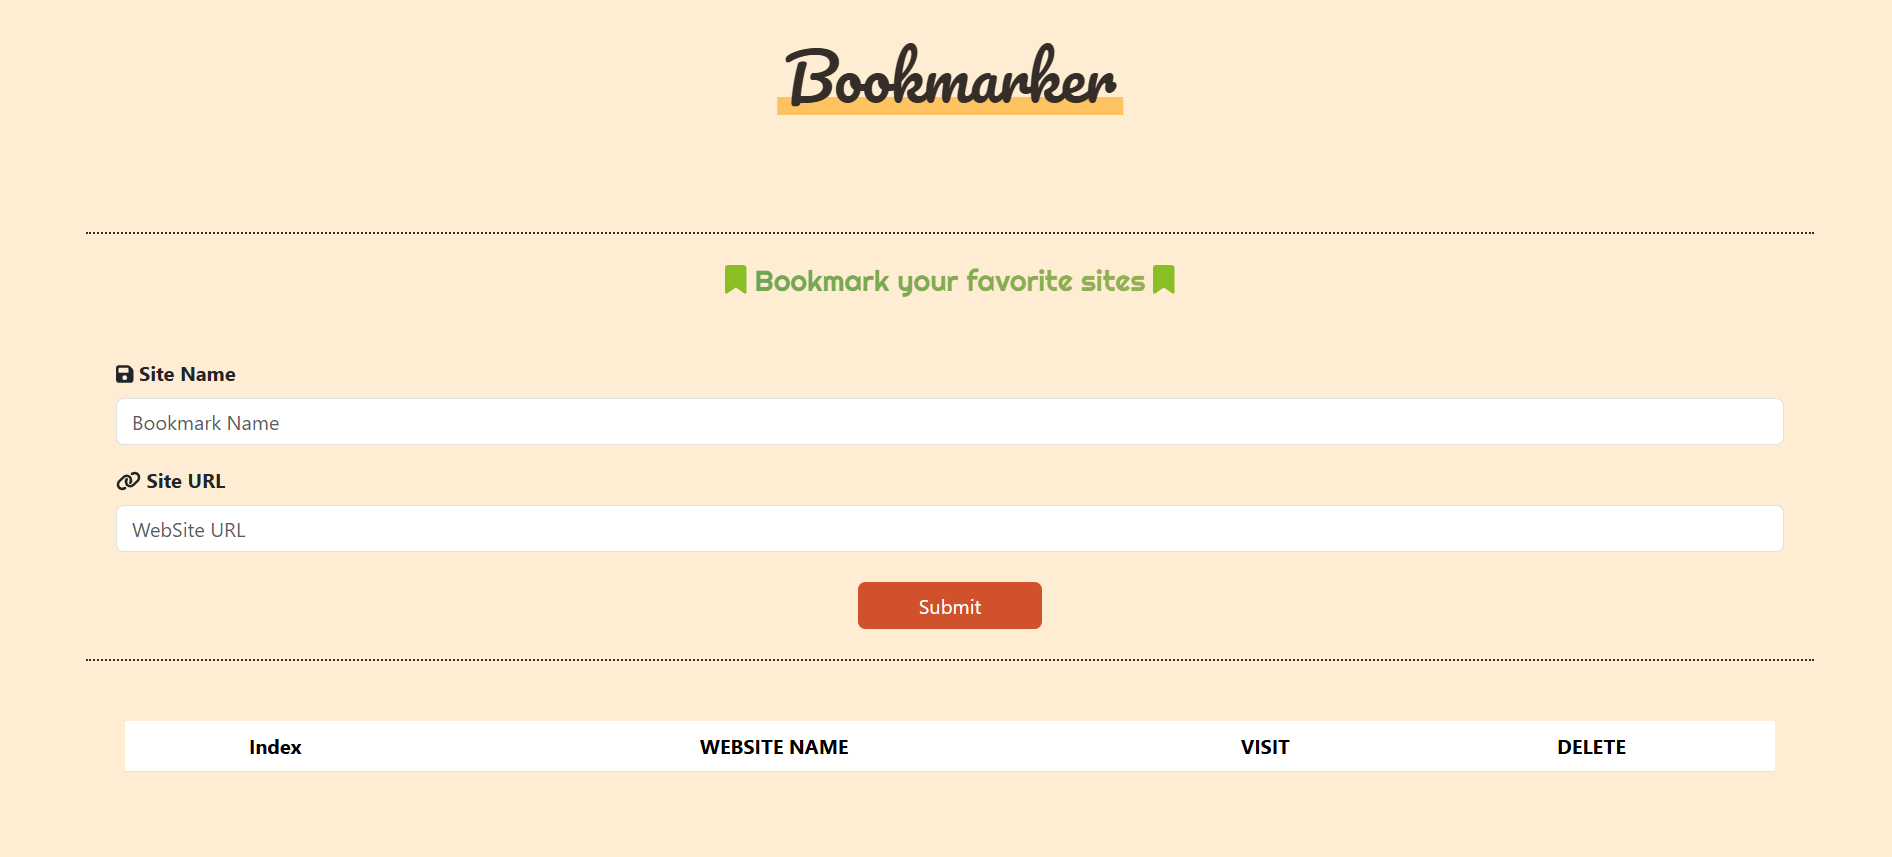 Bookmarker
Bookmark your favorite sites
Site Name
Bookmark Name
Site URL
WebSite URL
Submit
Index WEBSITE NAME VISIT DELETE